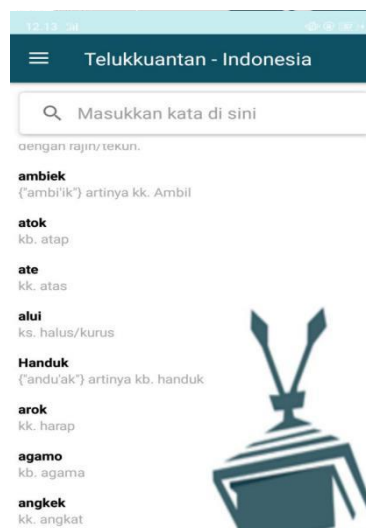 12.13
Telukkuantan - Indonesia
Masukkan kata di sini
dengan rajin/tekun.
ambiek
{"ambi'ik"} artinya kk. Ambil
atok
kb. atap
ate
kk. atas
alui
ks. halus/kurus
Handuk
{"andu'ak"} artinya kb. handuk
arok
kk. harap
agamo
kb. agama
angkek
kk. angkat